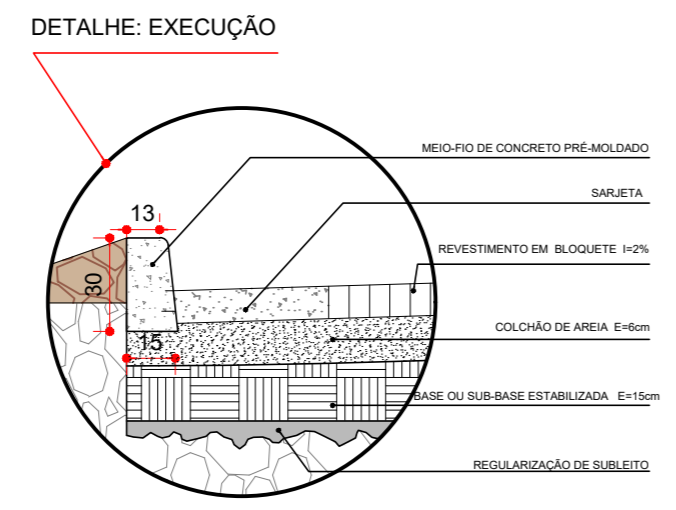 DETALHE: EXECUÇÃO
MEIO-FIO DE CONCRETO PRÉ-MOLDADO
SARJETA
13
REVESTIMENTO EM BLOQUETE I=2%
30
COLCHÃO DE AREIA E=6cm
15
BASE OU SUB-BASE ESTABILIZADA E=15cm
REGULARIZAÇÃO DE SUBLEITO